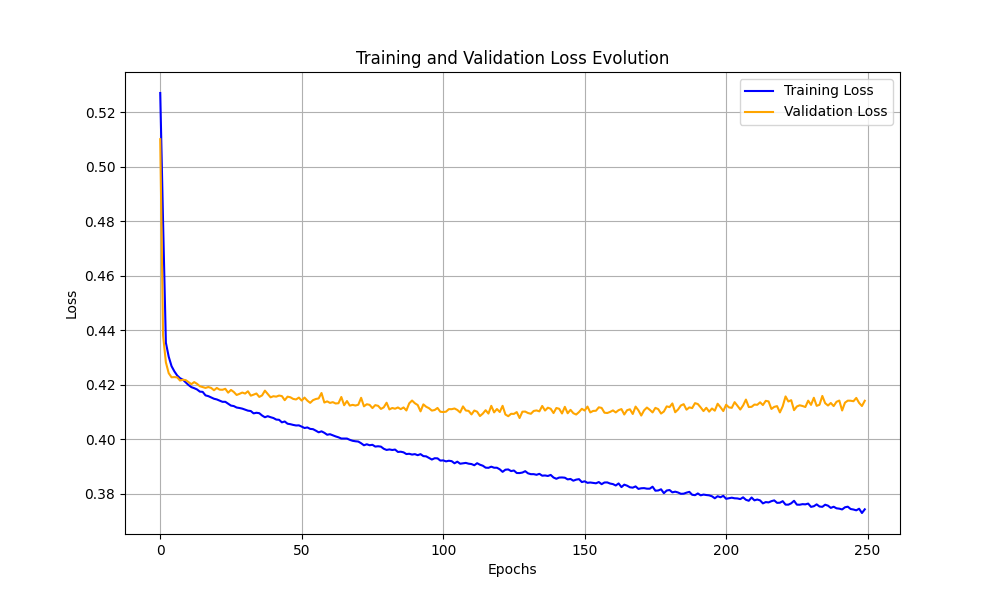 Training and Validation Loss Evolution
Training Loss
Validation Loss
0.52
0.50
0.48
0.46
0.44
0.42
0.40
0.38
Loss
0 50 100 150 200 250
Epochs